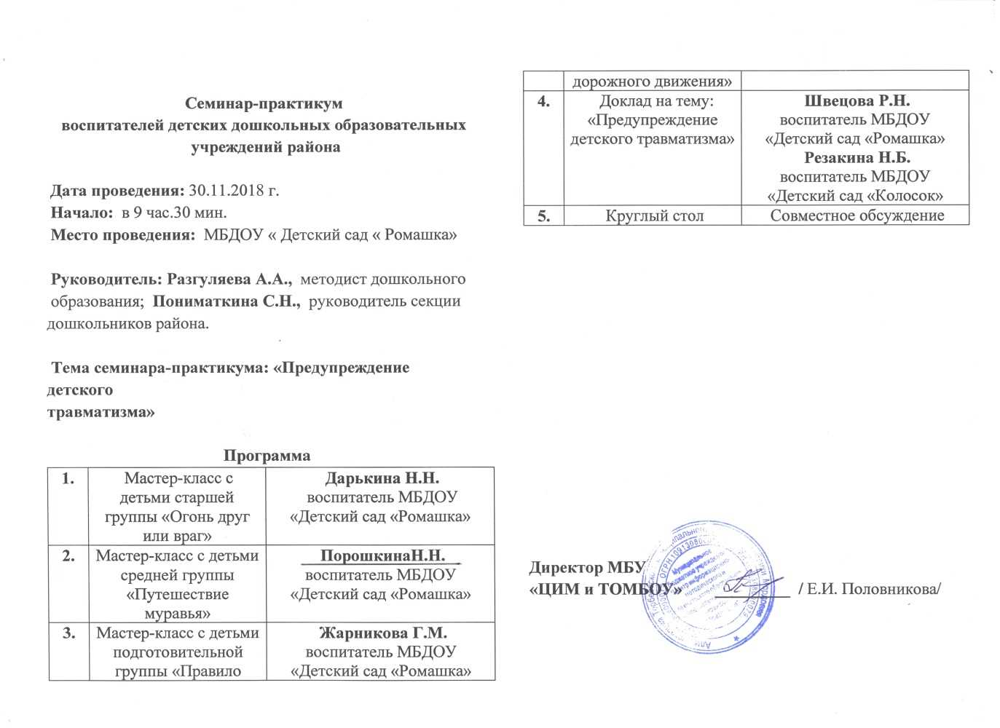 Семинар-практикум
воспитателей детских дошкольных образовательных
учреждений района
Дата проведения: 30.11.2018 г.
Начало: в 9 час.30 мин.
Место проведения: МБДОУ « Детский сад « Ромашка»
Руководитель: Разгуляева А.А., методист дошкольного
образования; Пониматкина С.Н., руководитель секции
дошкольников района.
Тема семинара-практикума: «Предупреждение
детского
травматизма»
Программа
1. Мастер-класс с Дарькина Н.Н.
детьми старшей воспитатель МБДОУ
группы «Огонь друг «Детский сад «Ромашка»
или враг»
2. Мастер-класс с детьми ПорошкинаН.Н.
средней группы воспитатель МБДОУ
«Путешествие «Детский сад «Ромашка»
муравья»
3. Мастер-класс с детьми Жарникова Г.М.
подготовительной воспитатель МБДОУ
группы «Правило «Детский сад «Ромашка»
дорожного движения»
4. Доклад на тему: Швецова Р.Н.
«Предупреждение воспитатель МБДОУ
детского травматизма» «Детский сад «Ромашка»
Резакина Н.Б.
воспитатель МБДОУ
«Детский сад «Колосок»
5. Круглый стол Совместное обсуждение
Директор МБУ
«ЦИМ и ТОМБОУ» / Е.И. Половникова/
Муниципальное
бюджетное учреждение